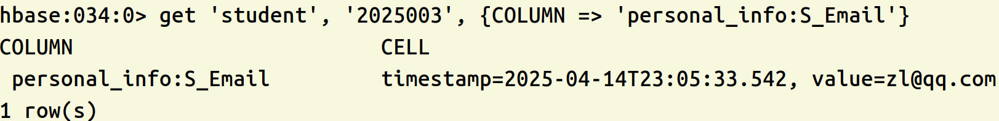 hbase:034:0> get 'student', '2025003', {COLUMN => 'personal_info:S_Email'}
COLUMN CELL
personal_info:S_Email timestamp=2025-04-14T23:05:33.542, value=zl@qq.com
1 row(s)